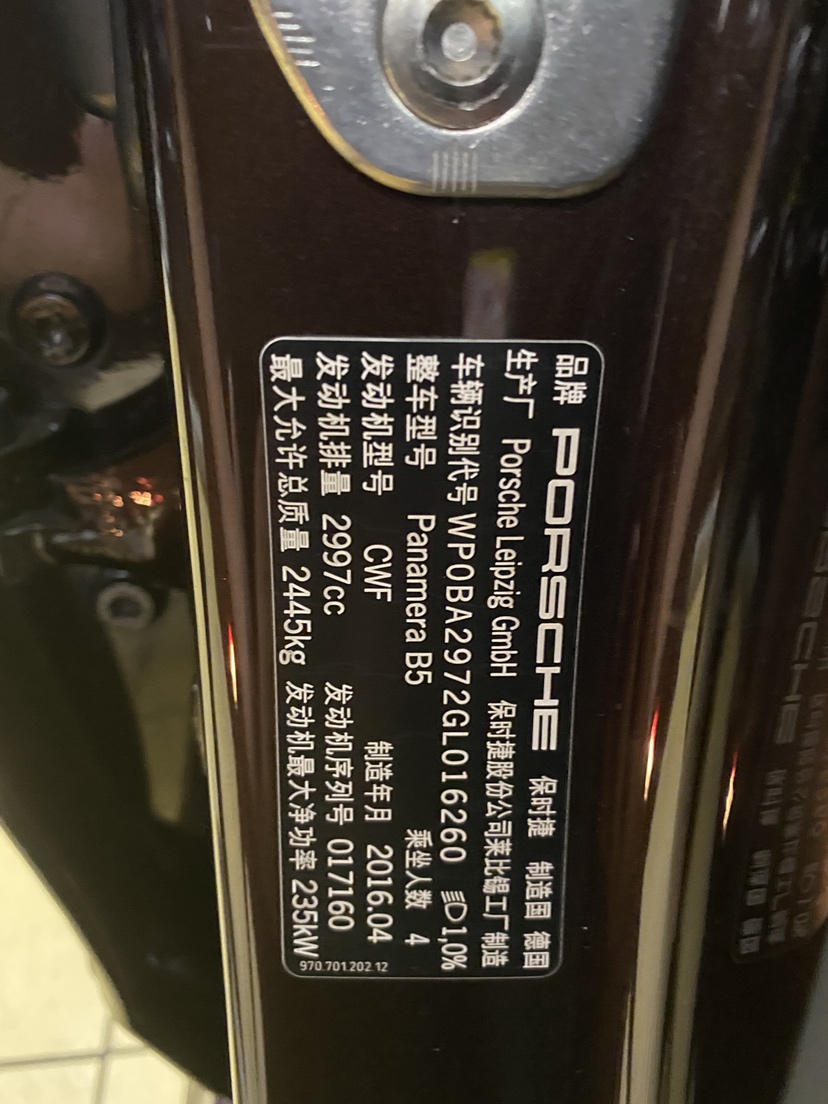 品牌 PORSCHE 保时捷 制造国 德国
生产厂 Porsche Leipzig GmbH 保时捷股份公司莱比锡工厂制造
车辆识别代号 WP0BA2972GL016260 1,0%
整车型号 Panamera B5 乘坐人数 4
发动机型号 CWF 制造年月 2016.04
发动机排量 2997cc 发动机序列号 017160
最大允许总质量 2445kg 发动机最大净功率 235kW
970.701.202.12